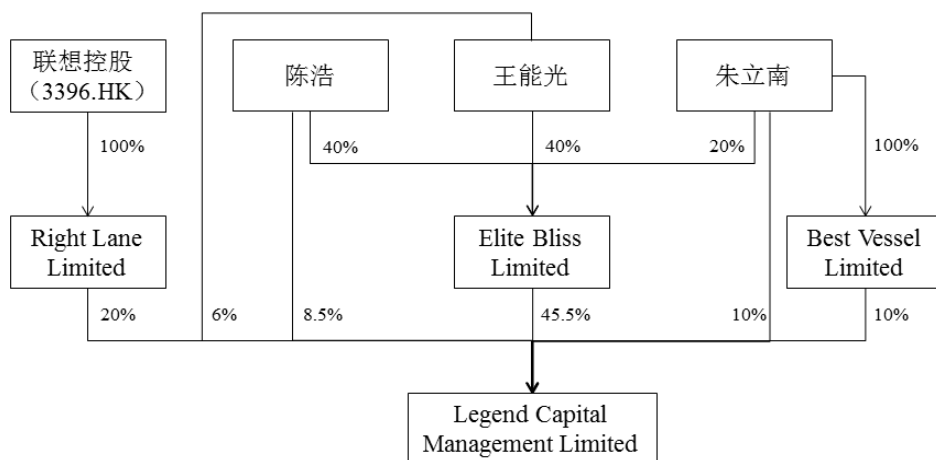 联想控股
（3396.HK）
陈浩
王能光
朱立南
100%
40%
40%
20%
100%
Right Lane
Limited
Elite Bliss
Limited
Best Vessel
Limited
20%
6%
8.5%
45.5%
10%
10%
Legend Capital
Management Limited